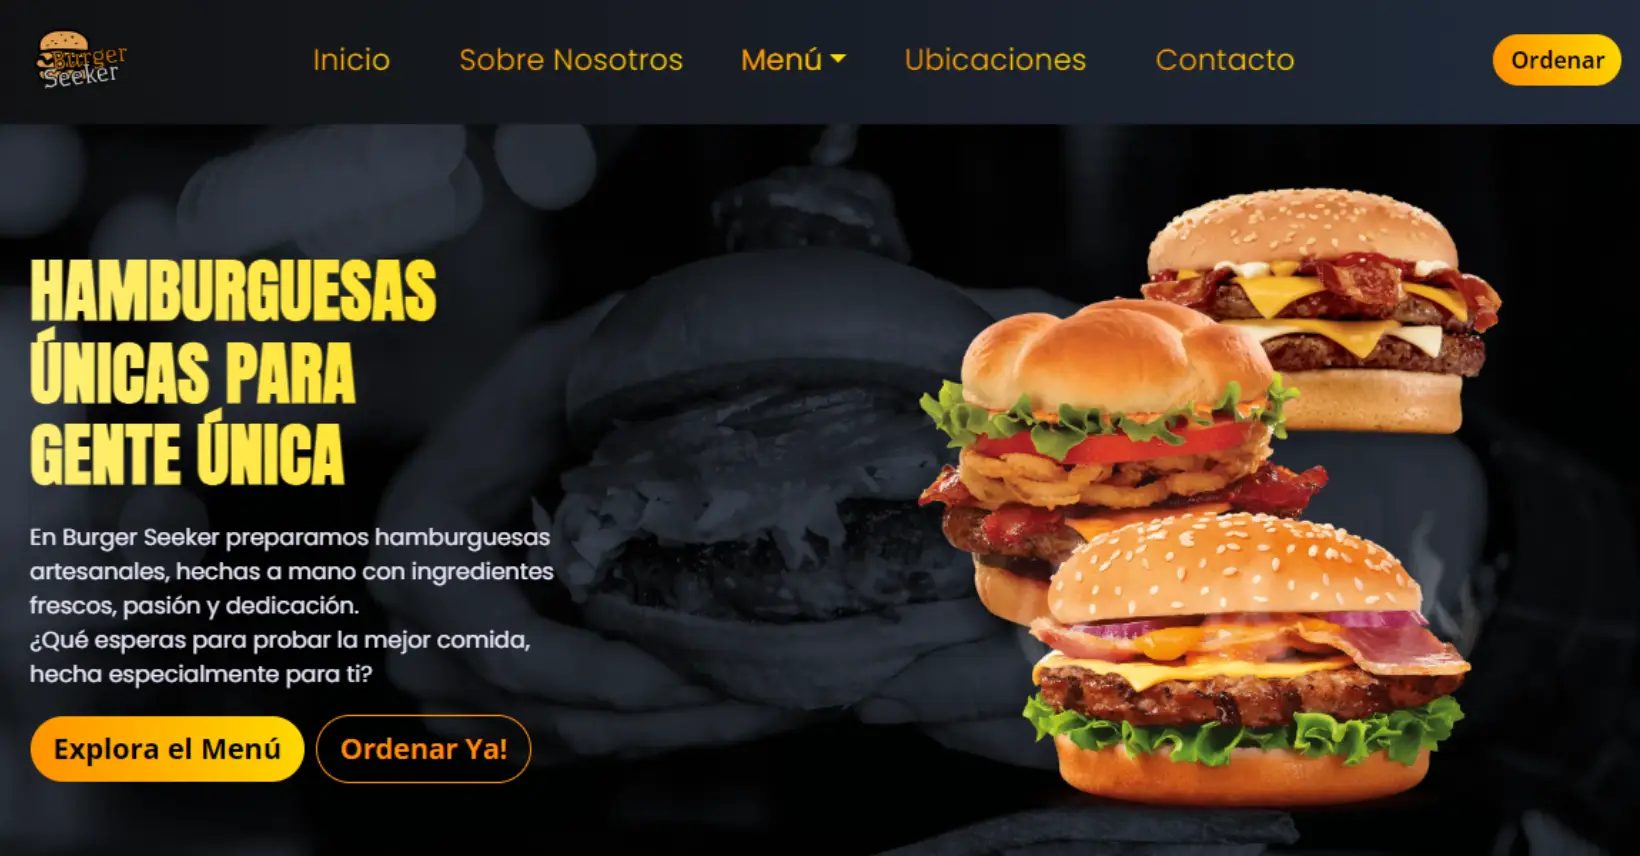 Burger
Seeker
Inicio
Sobre Nosotros
Menú
Ubicaciones
Contacto
Ordenar
HAMBURGUESAS
ÚNICAS PARA
GENTE ÚNICA
En Burger Seeker preparamos hamburguesas
artesanales, hechas a mano con ingredientes
frescos, pasión y dedicación.
¿Qué esperas para probar la mejor comida,
hecha especialmente para ti?
Explora el Menú
Ordenar Ya!